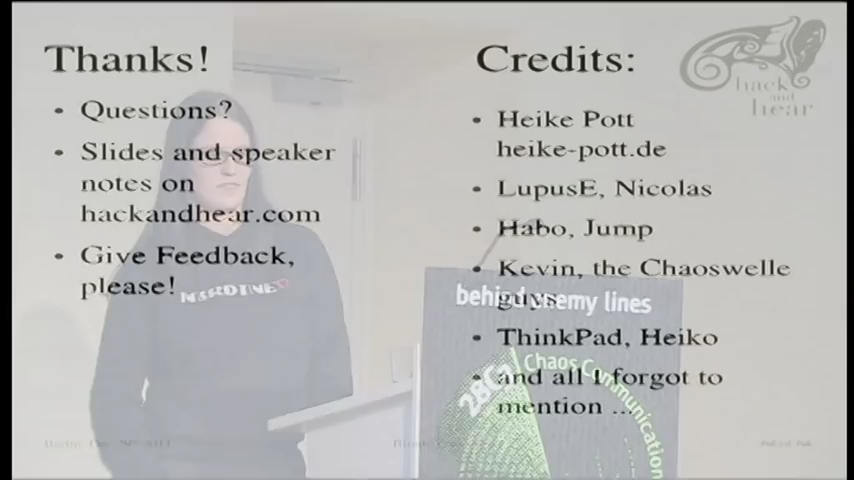 Thanks!
• Questions?
• Slides and speaker
notes on
hackandhear.com
• Give Feedback,
please!
Credits:
• Heike Pott
heike-pott.de
• LupusE, Nicolas
• Habo, Jump
• Kevin, the Chaoswelle
guys
• ThinkPad, Heiko
• and all I forgot to
mention ...
hack
and
hear
N3RDINE
behind enemy lines
28C3
Chaos Communication